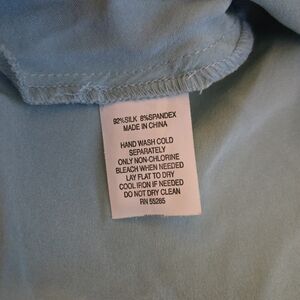 92%SILK 8%SPANDEX
MADE IN CHINA
HAND WASH COLD
SEPARATELY
ONLY NON-CHLORINE
BLEACH WHEN NEEDED
LAY FLAT TO DRY
COOL IRON IF NEEDED
DO NOT DRY CLEAN
RN 55285